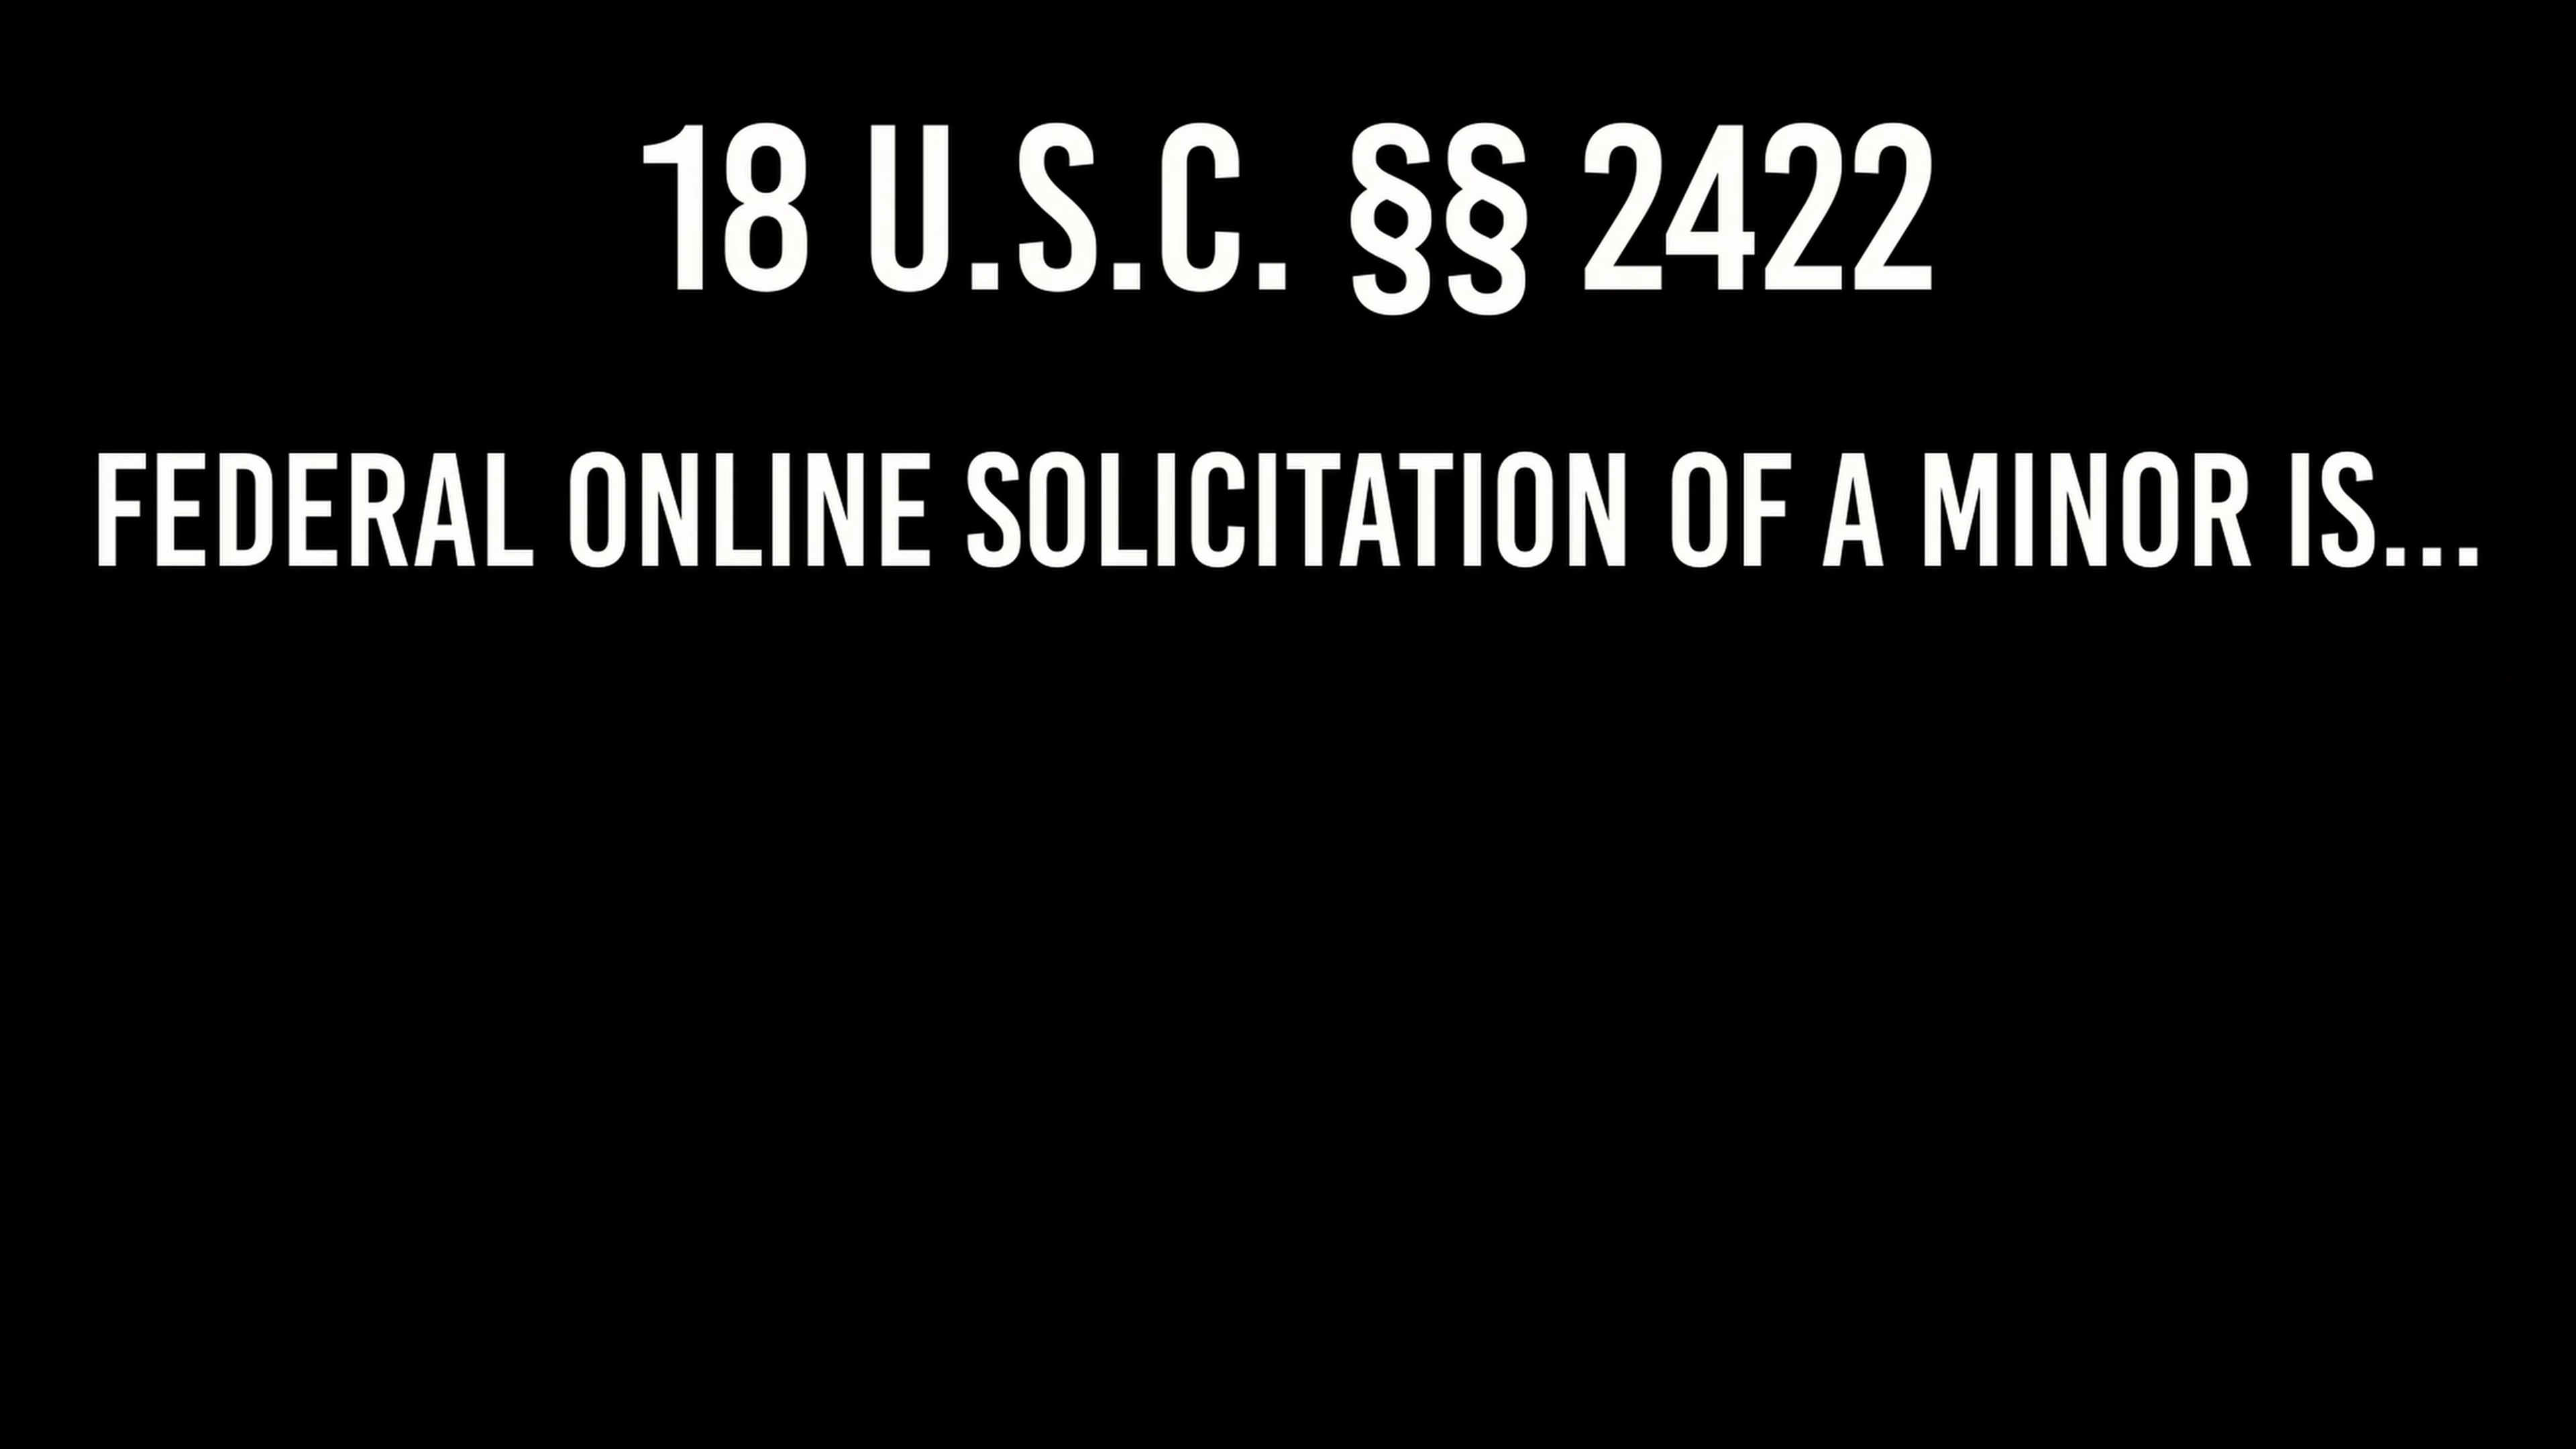 18 U.S.C. §§ 2422
FEDERAL ONLINE SOLICITATION OF A MINOR IS...